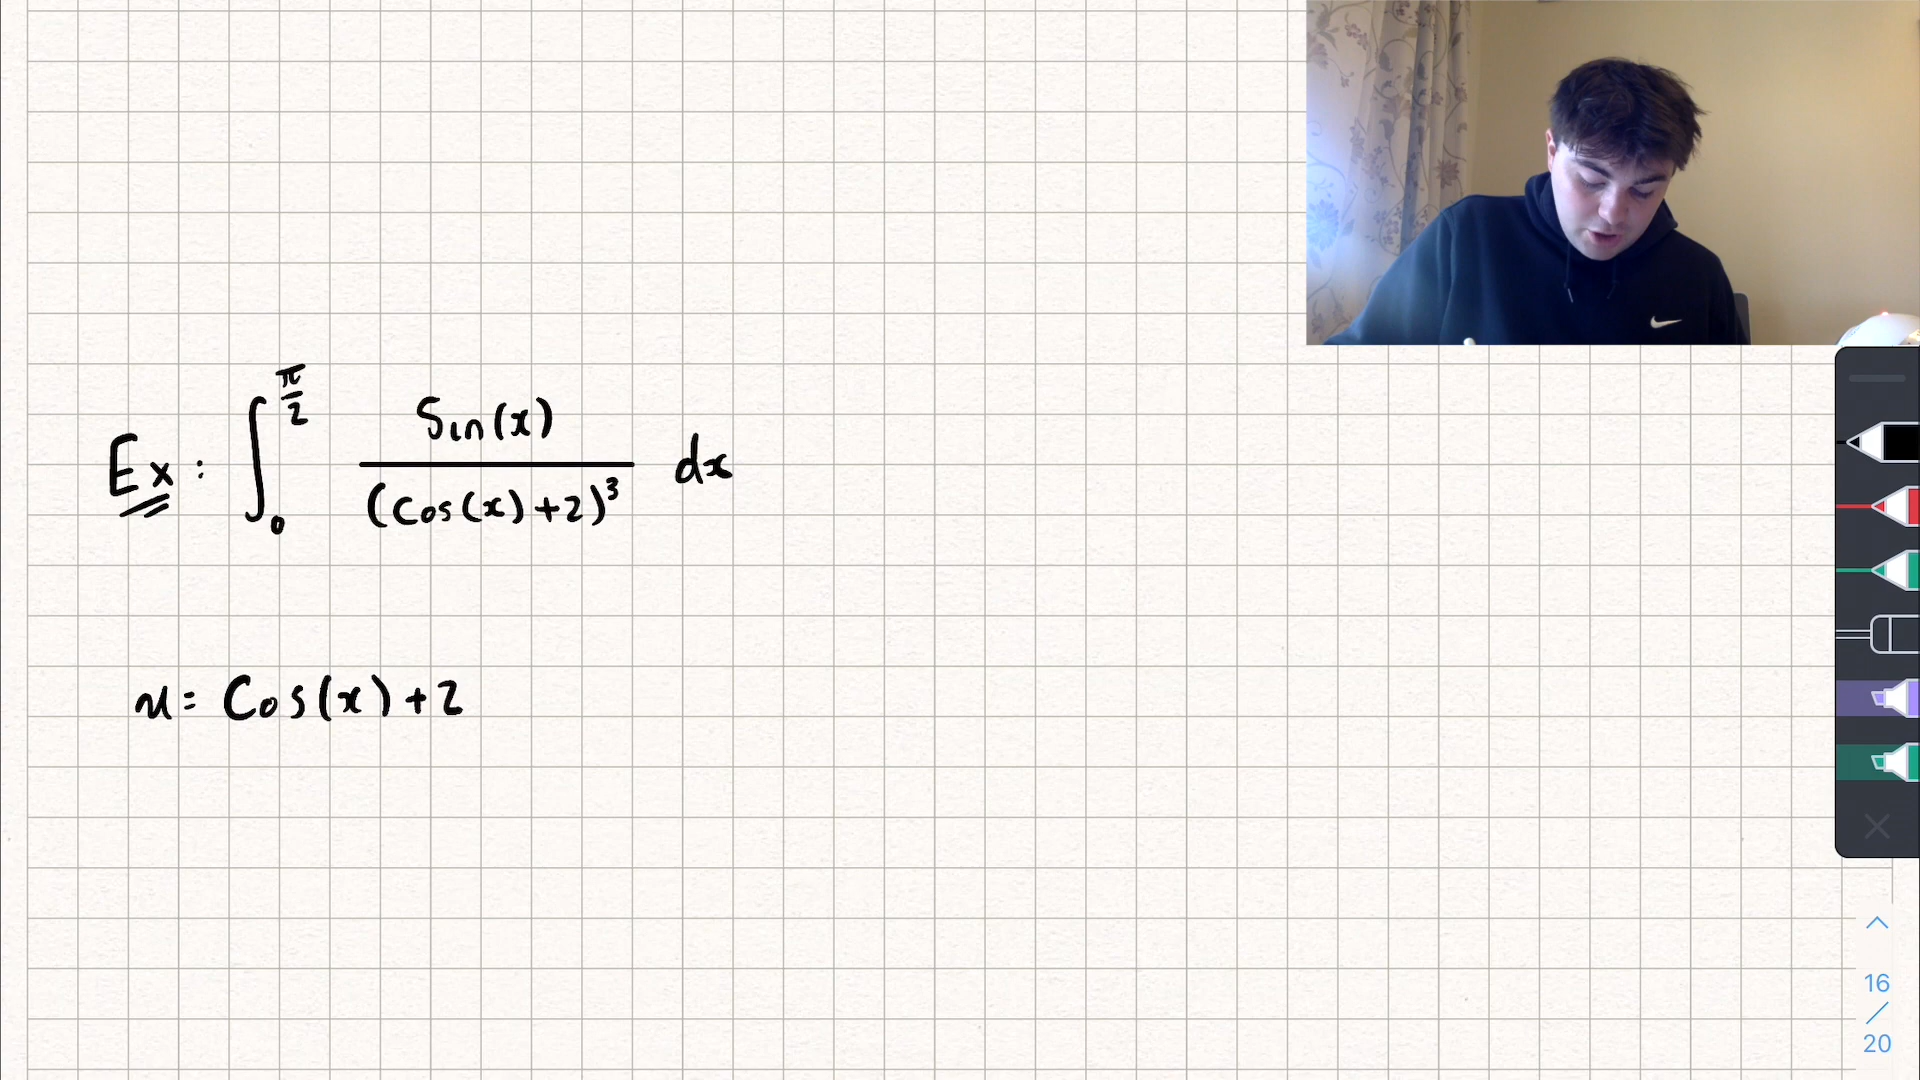 Ex: ∫₀^(π/2) Sin(x) / (Cos(x)+2)³ dx
u = Cos(x)+2
16
/
20